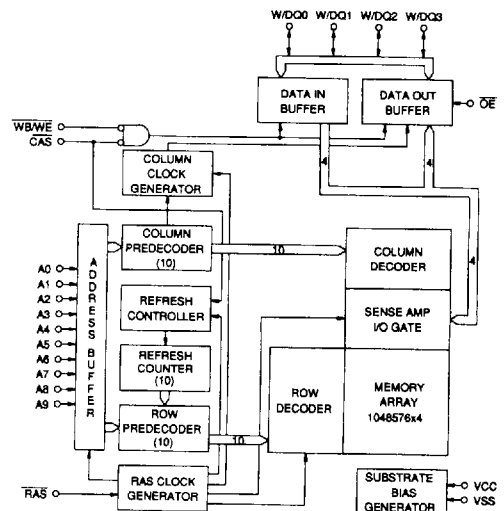 W/DQ0 W/DQ1 W/DQ2 W/DQ3
DATA IN
BUFFER
DATA OUT
BUFFER
OE
WB/WE
CAS
4
4
4
COLUMN
CLOCK
GENERATOR
COLUMN
PREDECODER
(10)
10
COLUMN
DECODER
ADDRESS BUFFER
A0
A1
A2
A3
A4
A5
A6
A7
A8
A9
REFRESH
CONTROLLER
SENSE AMP
I/O GATE
REFRESH
COUNTER
(10)
ROW
DECODER
MEMORY
ARRAY
1048576x4
ROW
PREDECODER
(10)
10
RAS
RAS CLOCK
GENERATOR
SUBSTRATE
BIAS
GENERATOR
VCC
VSS